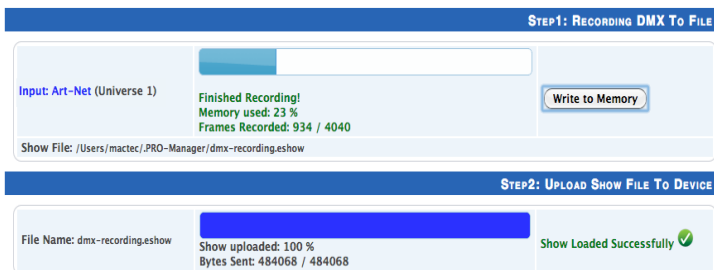 STEP1: RECORDING DMX TO FILE
Input: Art-Net (Universe 1)
Finished Recording!
Memory used: 23 %
Frames Recorded: 934 / 4040
Write to Memory
Show File: /Users/mactec/.PRO-Manager/dmx-recording.eshow
STEP2: UPLOAD SHOW FILE TO DEVICE
File Name: dmx-recording.eshow
Show uploaded: 100 %
Bytes Sent: 484068 / 484068
Show Loaded Successfully